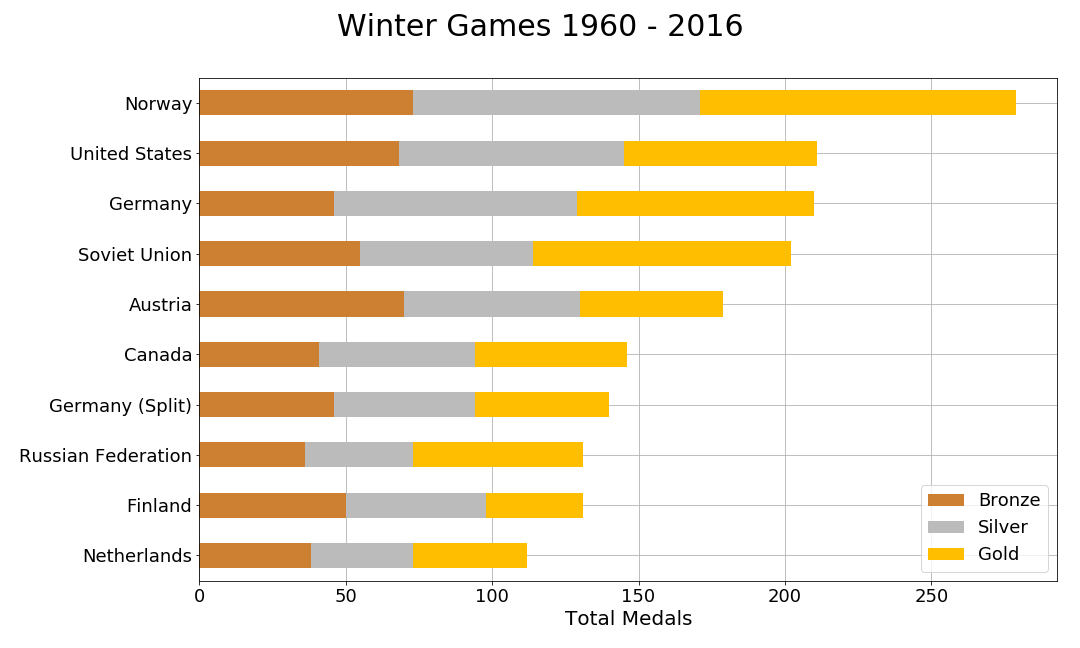 Winter Games 1960 - 2016
Norway
United States
Germany
Soviet Union
Austria
Canada
Germany (Split)
Russian Federation
Finland
Netherlands
Bronze
Silver
Gold
0 50 100 150 200 250
Total Medals